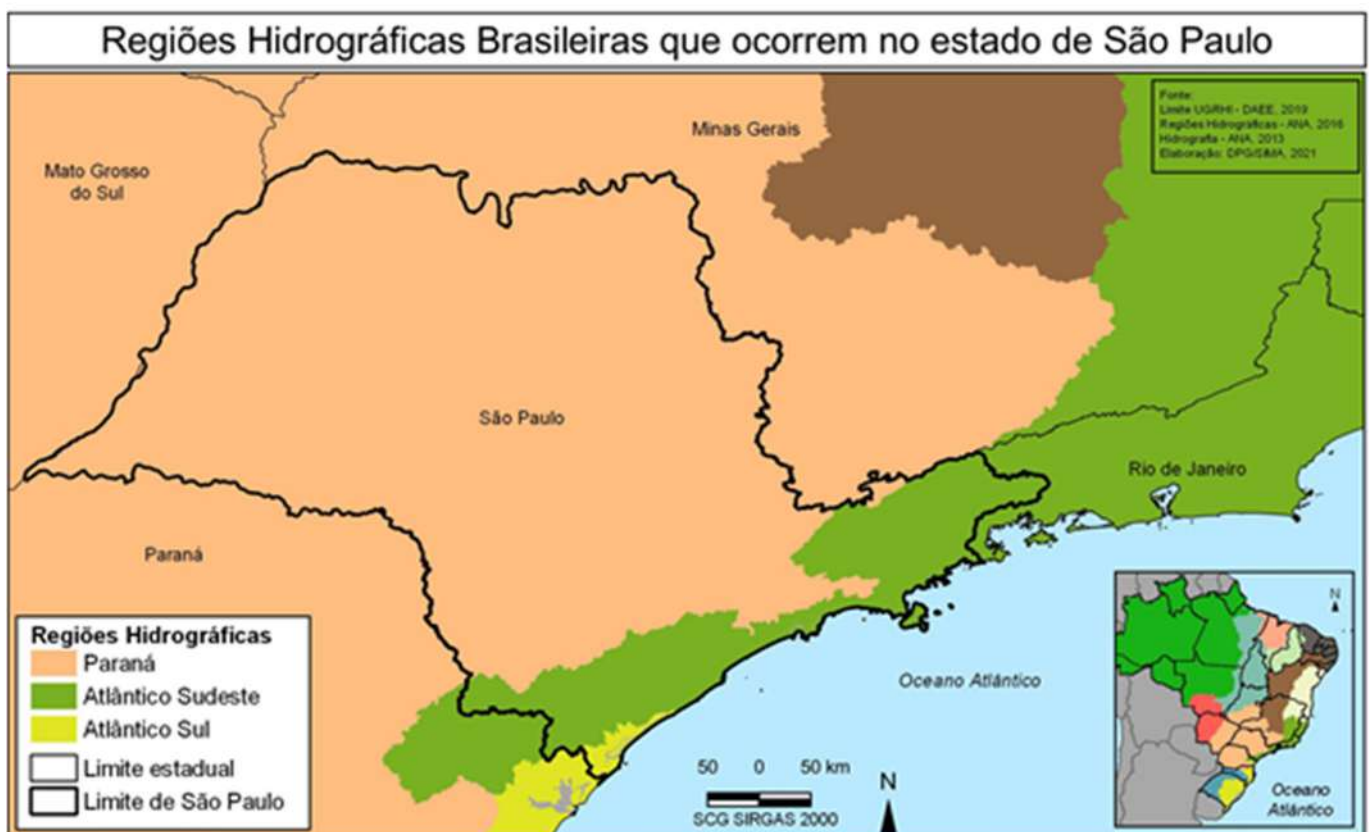 Regiões Hidrográficas Brasileiras que ocorrem no estado de São Paulo
Fonte:
Limite UGRHI - DAEE, 2019
Regiões Hidrográficas - ANA, 2016
Hidrografia - ANA, 2013
Elaboração: DPG/SIMA, 2021
Minas Gerais
Mato Grosso
do Sul
São Paulo
Rio de Janeiro
Paraná
Oceano Atlântico
Regiões Hidrográficas
Paraná
Atlântico Sudeste
Atlântico Sul
Limite estadual
Limite de São Paulo
50 0 50 km
SCG SIRGAS 2000
N
N
Oceano
Atlântico